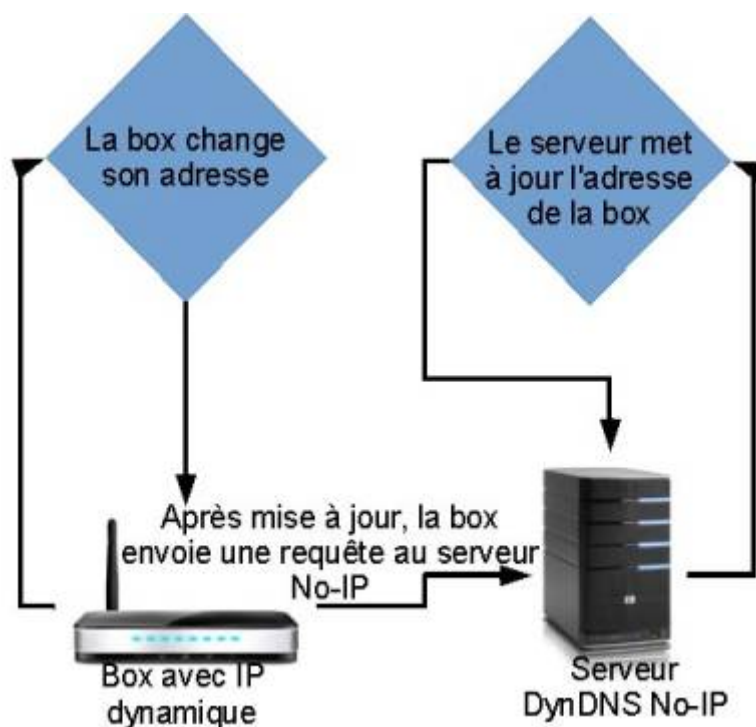 La box change
son adresse
Le serveur met
à jour l'adresse
de la box
Après mise à jour, la box
envoie une requête au serveur
No-IP
Box avec IP
dynamique
Serveur
DynDNS No-IP